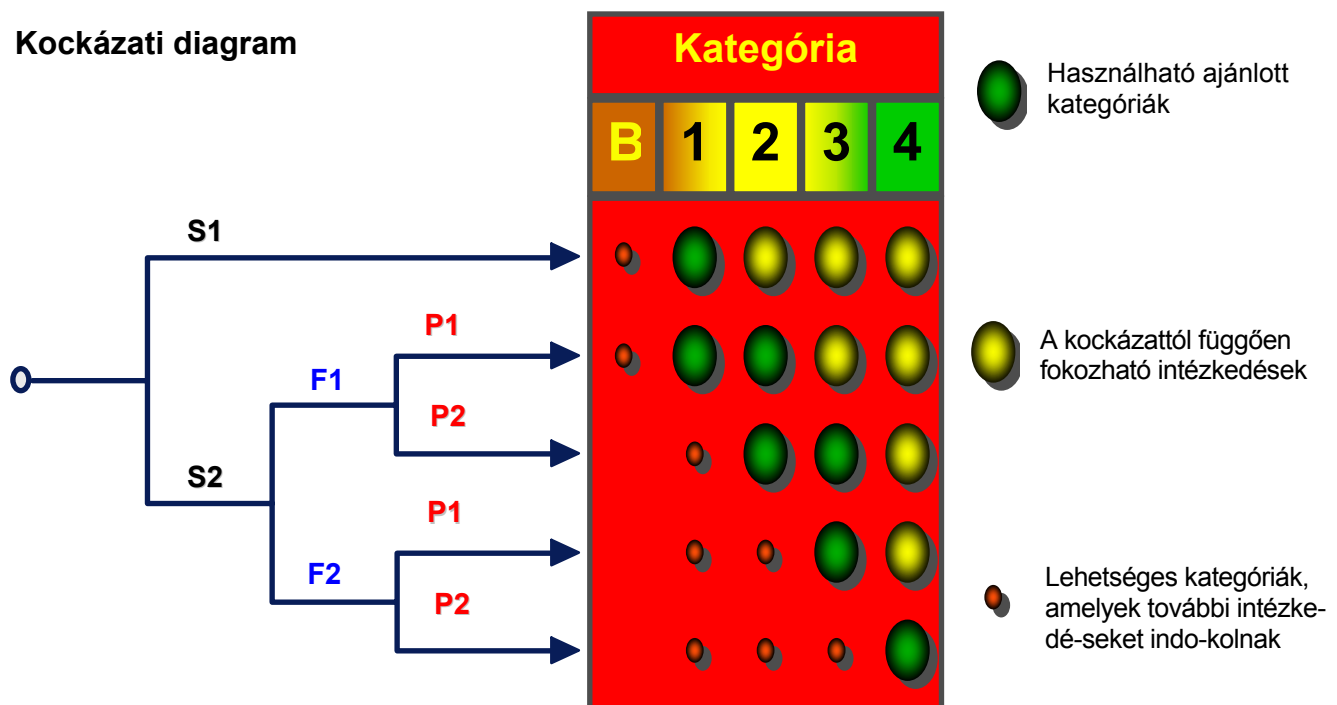 Kockázati diagram
Kategória
B 1 2 3 4
Használható ajánlott
kategóriák
S1
P1
F1
P2
S2
P1
F2
P2
A kockázattól függően
fokozható intézkedések
Lehetséges kategóriák,
amelyek további intézke-
dé-seket indo-kolnak